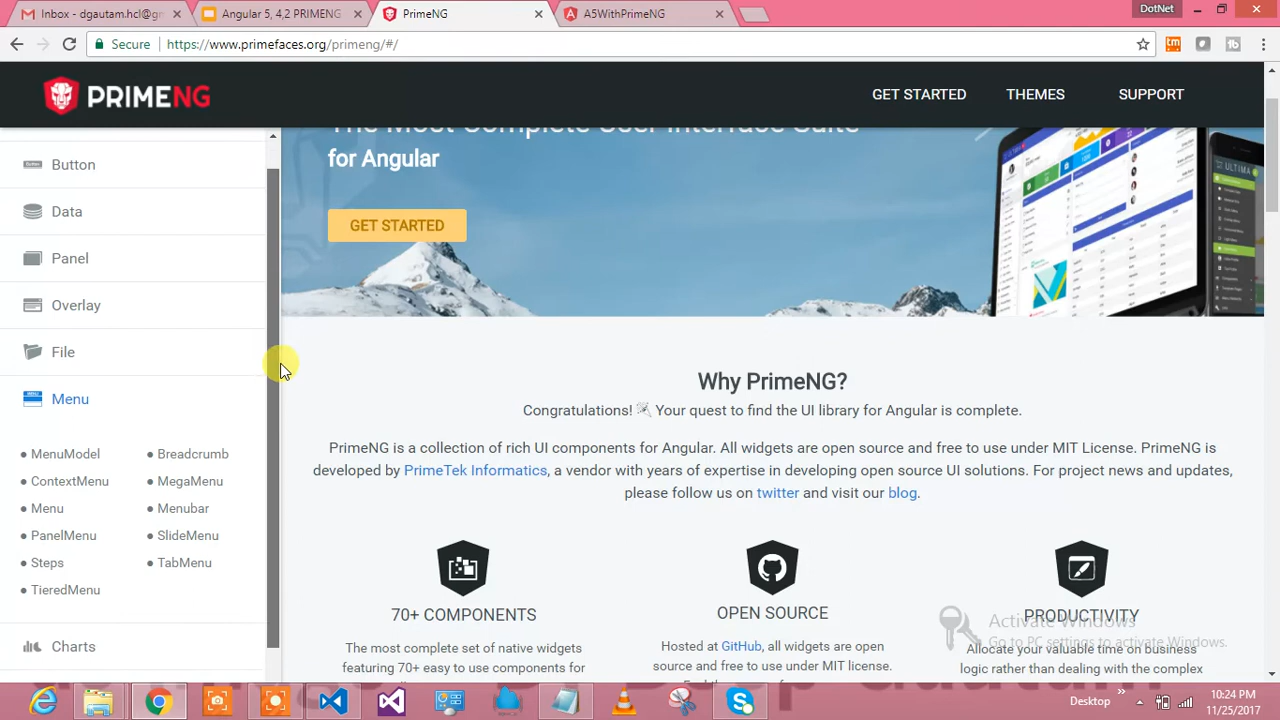 Inbox - dgautam.hcl@gm
Angular 5, 4,2 PRIMENG
PrimeNG
A5WithPrimeNG
DotNet
Secure
https://www.primefaces.org/primeng/#/
PRIMENG
GET STARTED
THEMES
SUPPORT
The Most Complete User Interface Suite
for Angular
GET STARTED
Button
Data
Panel
Overlay
File
Menu
MenuModel
Breadcrumb
ContextMenu
MegaMenu
Menu
Menubar
PanelMenu
SlideMenu
Steps
TabMenu
TieredMenu
Charts
Why PrimeNG?
Congratulations! Your quest to find the UI library for Angular is complete.
PrimeNG is a collection of rich UI components for Angular. All widgets are open source and free to use under MIT License. PrimeNG is
developed by PrimeTek Informatics, a vendor with years of expertise in developing open source UI solutions. For project news and updates,
please follow us on twitter and visit our blog.
70+ COMPONENTS
The most complete set of native widgets
featuring 70+ easy to use components for
OPEN SOURCE
Hosted at GitHub, all widgets are open
source and free to use under MIT license.
PRODUCTIVITY
Allocate your valuable time on business
logic rather than dealing with the complex
Activate Windows
Go to PC settings to activate Windows.
Desktop
10:24 PM
11/25/2017